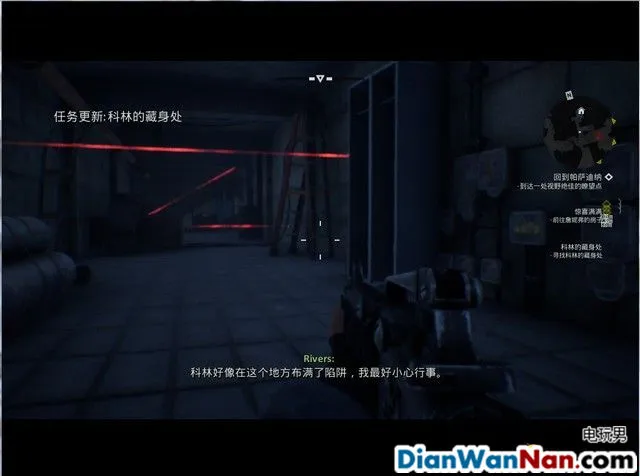 任务更新:科林的藏身处
N
回到帕萨迪纳
-到达一处视野绝佳的瞭望点
惊喜满满
-前往詹妮弗的房子
科林的藏身处
-寻找科林的藏身处
Rivers:
科林好像在这个地方布满了陷阱，我最好小心行事。
电玩男
DianWanNan.com